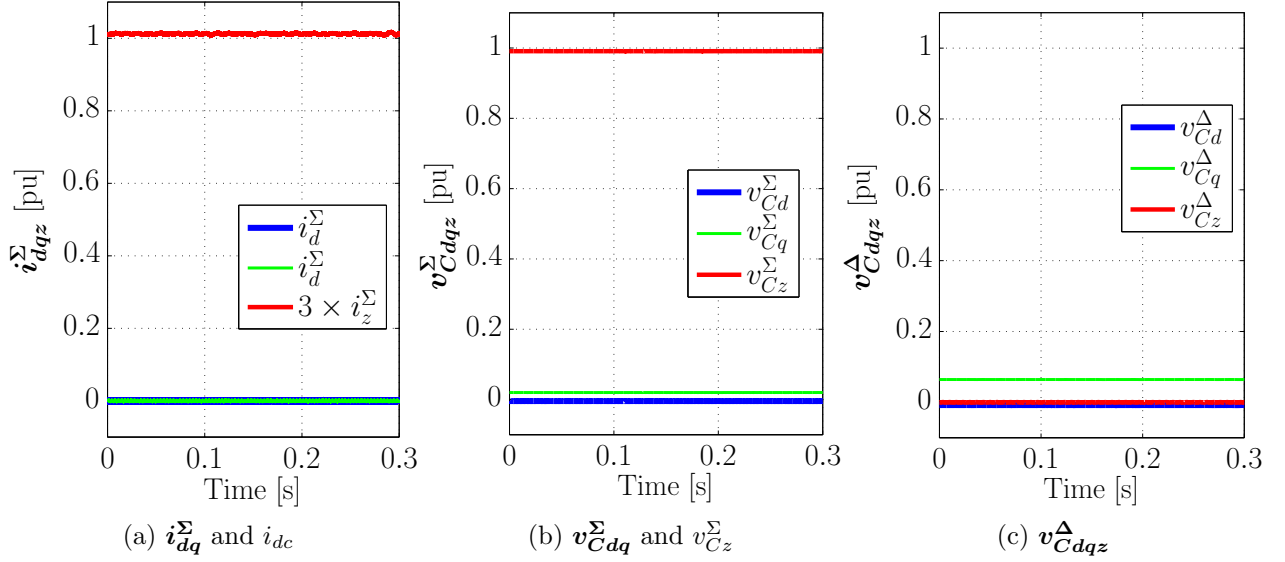 i^Σ_dqz [pu]
1
0.8
0.6
0.4
0.2
0
i^Σ_d
i^Σ_d
3 × i^Σ_z
0 0.1 0.2 0.3
Time [s]
(a) i^Σ_dq and i_dc
v^Σ_Cdqz [pu]
1
0.8
0.6
0.4
0.2
0
v^Σ_Cd
v^Σ_Cq
v^Σ_Cz
0 0.1 0.2 0.3
Time [s]
(b) v^Σ_Cdq and v^Σ_Cz
v^Δ_Cdqz [pu]
1
0.8
0.6
0.4
0.2
0
v^Δ_Cd
v^Δ_Cq
v^Δ_Cz
0 0.1 0.2 0.3
Time [s]
(c) v^Δ_Cdqz